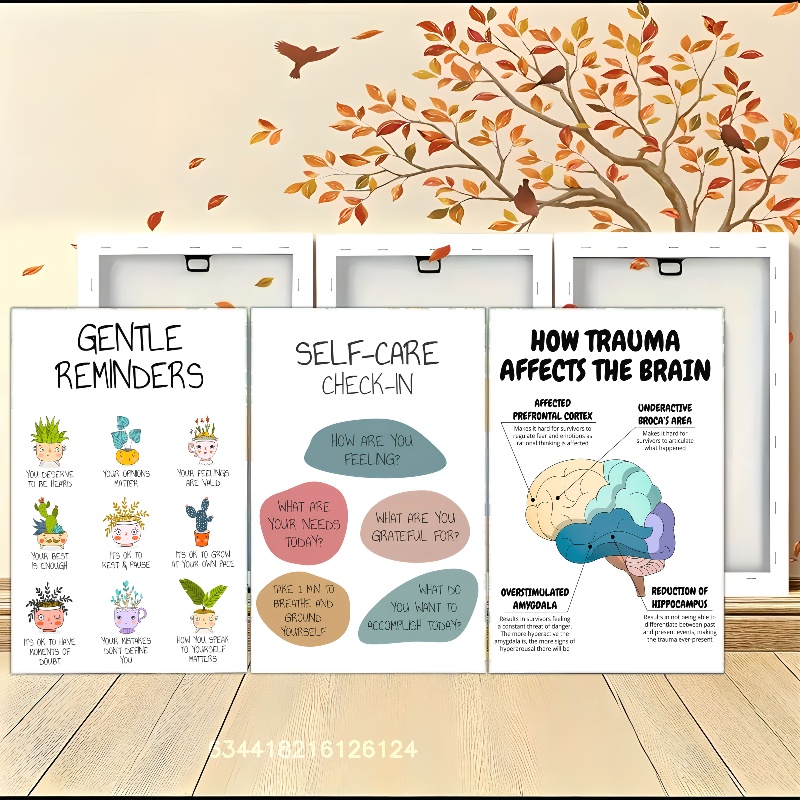 GENTLE
REMINDERS
YOU DESERVE
TO BE HEARD
YOUR OPINIONS
MATTER
YOUR FEELINGS
ARE VALID
YOUR BEST
IS ENOUGH
IT'S OK TO
REST & PAUSE
IT'S OK TO GROW
AT YOUR OWN PACE
IT'S OK TO HAVE
MOMENTS OF
DOUBT
YOUR MISTAKES
DON'T DEFINE
YOU
HOW YOU SPEAK
TO YOURSELF
MATTERS
SELF-CARE
CHECK-IN
HOW ARE YOU
FEELING?
WHAT ARE
YOUR NEEDS
TODAY?
WHAT ARE YOU
GRATEFUL FOR?
TAKE 1 MIN TO
BREATHE AND
GROUND
YOURSELF
WHAT DO
YOU WANT TO
ACCOMPLISH TODAY?
HOW TRAUMA
AFFECTS THE BRAIN
AFFECTED
PREFRONTAL CORTEX
Makes it hard for survivors to
regulate fear and emotions as
rational thinking is affected
UNDERACTIVE
BROCA'S AREA
Makes it hard for
survivors to articulate
what happened
OVERSTIMULATED
AMYGDALA
Results in survivors feeling
a constant threat of danger.
The more hyperactive the
amygdala is, the more signs of
hyperarousal there will be
REDUCTION OF
HIPPOCAMPUS
Results in not being able to
differentiate between past
and present events, making
the trauma ever-present
634418216126124